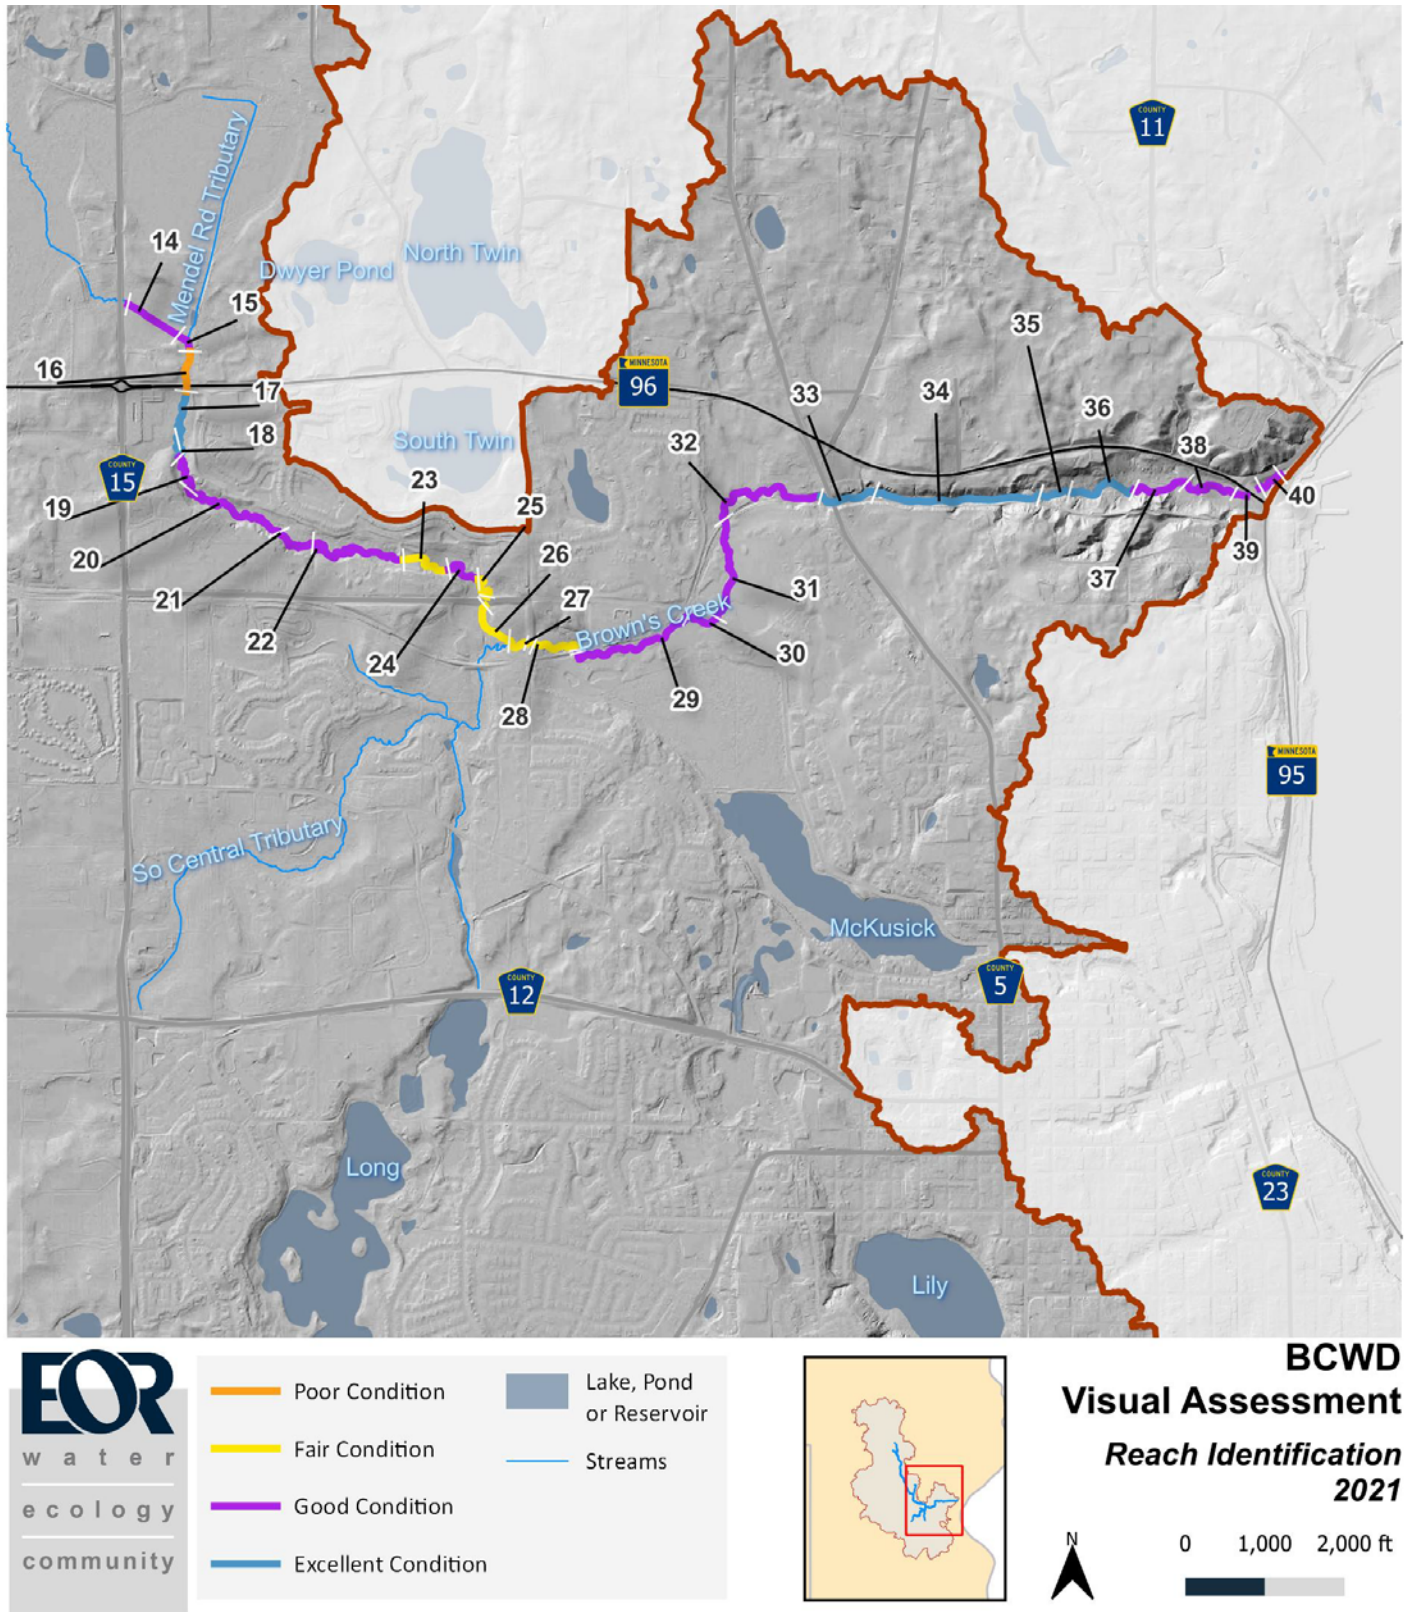 COUNTY
11
Mendel Rd Tributary
14
North Twin
Dwyer Pond
15
35
16
MINNESOTA
96
17
33
34
36
South Twin
18
32
38
COUNTY
15
23
25
40
19
20
26
39
21
27
31
37
22
Brown's Creek
24
30
28
29
MINNESOTA
95
So Central Tributary
McKusick
COUNTY
12
COUNTY
5
Long
COUNTY
23
Lily
EOR
water
ecology
community
Poor Condition
Fair Condition
Good Condition
Excellent Condition
Lake, Pond
or Reservoir
Streams
BCWD
Visual Assessment
Reach Identification
2021
N
0 1,000 2,000 ft